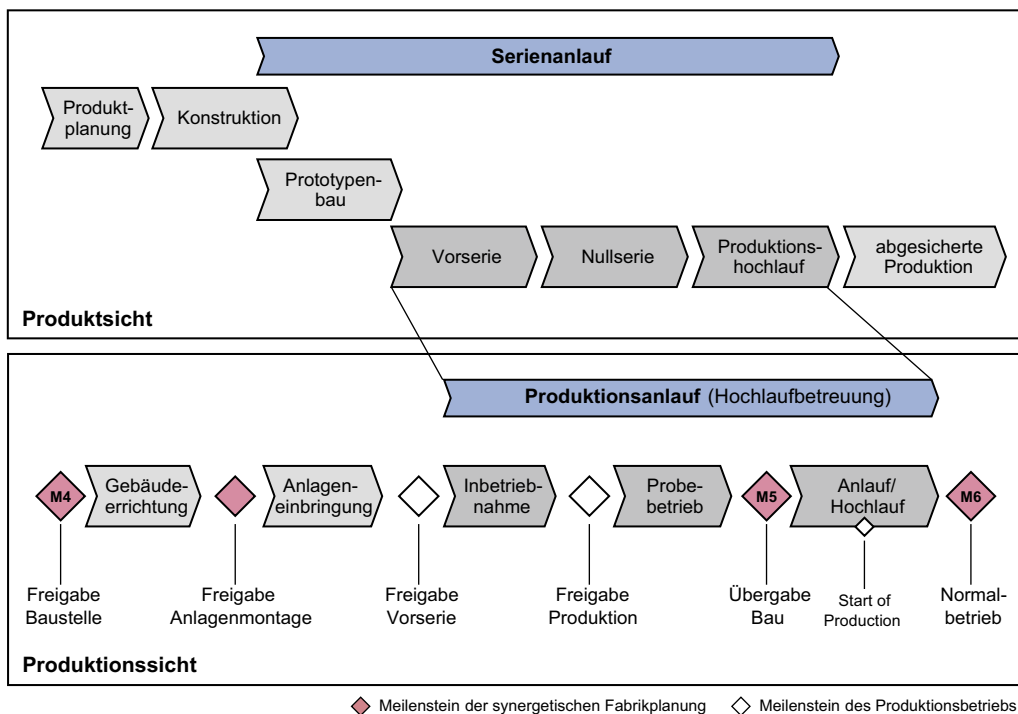 Serienanlauf
Produkt-
planung
Konstruktion
Prototypen-
bau
Vorserie
Nullserie
Produktions-
hochlauf
abgesicherte
Produktion
Produktsicht
Produktionsanlauf (Hochlaufbetreuung)
M4
Gebäude-
errichtung
Anlagen-
einbringung
Inbetrieb-
nahme
Probe-
betrieb
M5
Anlauf/
Hochlauf
M6
Freigabe
Baustelle
Freigabe
Anlagenmontage
Freigabe
Vorserie
Freigabe
Produktion
Übergabe
Bau
Start of
Production
Normal-
betrieb
Produktionssicht
Meilenstein der synergetischen Fabrikplanung
Meilenstein des Produktionsbetriebs